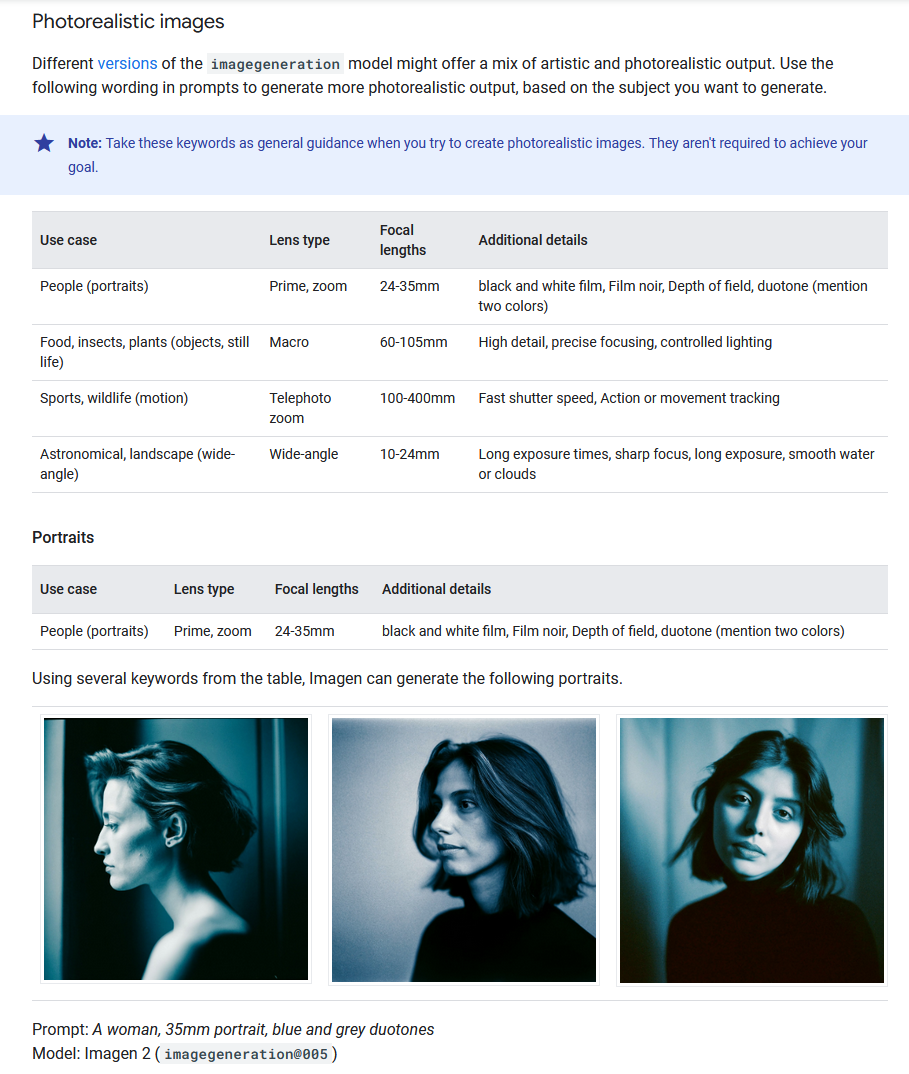 Photorealistic images
Different versions of the imagegeneration model might offer a mix of artistic and photorealistic output. Use the
following wording in prompts to generate more photorealistic output, based on the subject you want to generate.
Note: Take these keywords as general guidance when you try to create photorealistic images. They aren't required to achieve your
goal.
Use case Lens type Focal lengths Additional details
People (portraits) Prime, zoom 24-35mm black and white film, Film noir, Depth of field, duotone (mention two colors)
Food, insects, plants (objects, still life) Macro 60-105mm High detail, precise focusing, controlled lighting
Sports, wildlife (motion) Telephoto zoom 100-400mm Fast shutter speed, Action or movement tracking
Astronomical, landscape (wide-angle) Wide-angle 10-24mm Long exposure times, sharp focus, long exposure, smooth water or clouds
Portraits
Use case Lens type Focal lengths Additional details
People (portraits) Prime, zoom 24-35mm black and white film, Film noir, Depth of field, duotone (mention two colors)
Using several keywords from the table, Imagen can generate the following portraits.
Prompt: A woman, 35mm portrait, blue and grey duotones
Model: Imagen 2 (imagegeneration@005)